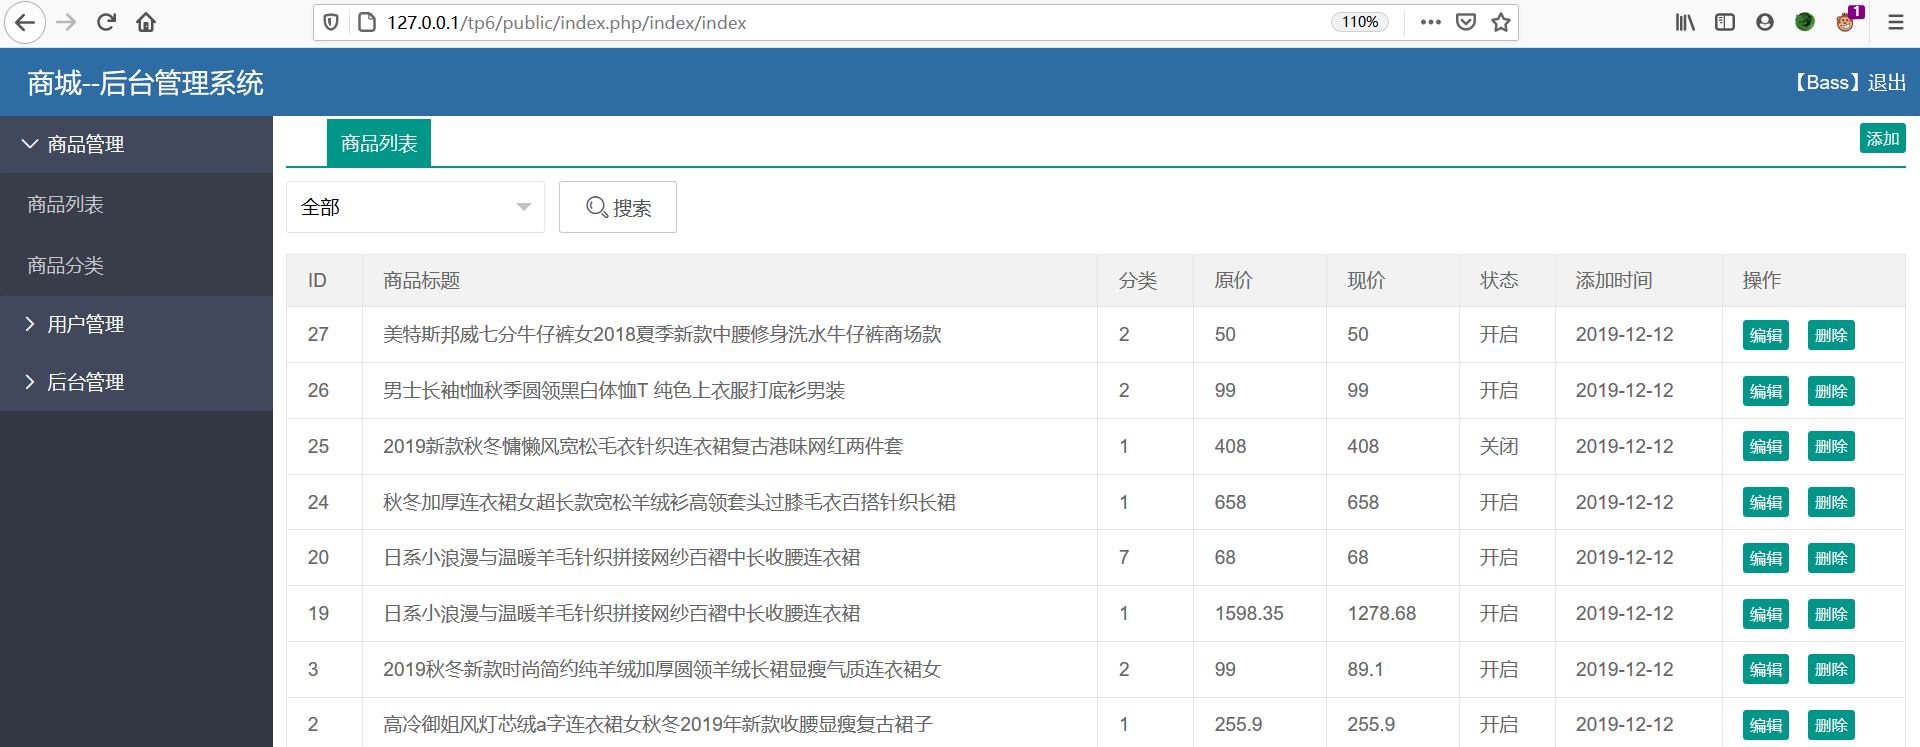 127.0.0.1/tp6/public/index.php/index/index 110% 1
商城--后台管理系统 【Bass】退出
商品管理
商品列表
商品分类
用户管理
后台管理
商品列表 添加
全部 搜索
ID 商品标题 分类 原价 现价 状态 添加时间 操作
27 美特斯邦威七分牛仔裤女2018夏季新款中腰修身洗水牛仔裤商场款 2 50 50 开启 2019-12-12 编辑 删除
26 男士长袖t恤秋季圆领黑白体恤T 纯色上衣服打底衫男装 2 99 99 开启 2019-12-12 编辑 删除
25 2019新款秋冬慵懒风宽松毛衣针织连衣裙复古港味网红两件套 1 408 408 关闭 2019-12-12 编辑 删除
24 秋冬加厚连衣裙女超长款宽松羊绒衫高领套头过膝毛衣百搭针织长裙 1 658 658 开启 2019-12-12 编辑 删除
20 日系小浪漫与温暖羊毛针织拼接网纱百褶中长收腰连衣裙 7 68 68 开启 2019-12-12 编辑 删除
19 日系小浪漫与温暖羊毛针织拼接网纱百褶中长收腰连衣裙 1 1598.35 1278.68 开启 2019-12-12 编辑 删除
3 2019秋冬新款时尚简约纯羊绒加厚圆领羊绒长裙显瘦气质连衣裙女 2 99 89.1 开启 2019-12-12 编辑 删除
2 高冷御姐风灯芯绒a字连衣裙女秋冬2019年新款收腰显瘦复古裙子 1 255.9 255.9 开启 2019-12-12 编辑 删除